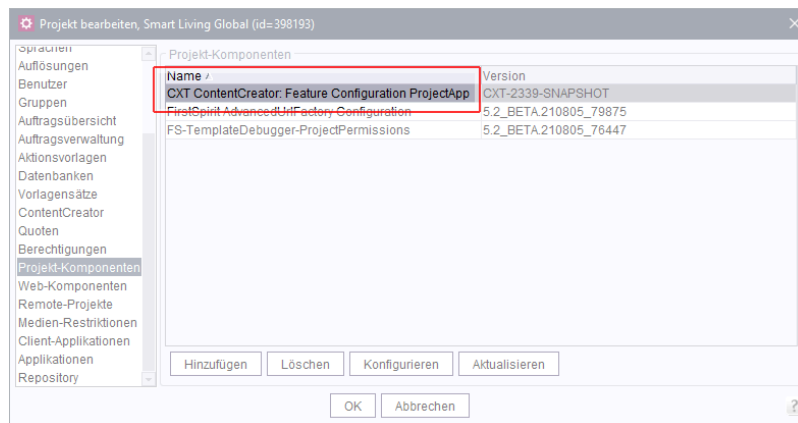 Projekt bearbeiten, Smart Living Global (id=398193)
Sprachen
Auflösungen
Benutzer
Gruppen
Auftragsübersicht
Auftragsverwaltung
Aktionsvorlagen
Datenbanken
Vorlagensätze
ContentCreator
Quoten
Berechtigungen
Projekt-Komponenten
Web-Komponenten
Remote-Projekte
Medien-Restriktionen
Client-Applikationen
Applikationen
Repository
Projekt-Komponenten
Name Version
CXT ContentCreator: Feature Configuration ProjectApp CXT-2339-SNAPSHOT
FirstSpirit AdvancedUrlFactory Configuration 5.2_BETA.210805_79875
FS-TemplateDebugger-ProjectPermissions 5.2_BETA.210805_76447
Hinzufügen Löschen Konfigurieren Aktualisieren
OK Abbrechen ?